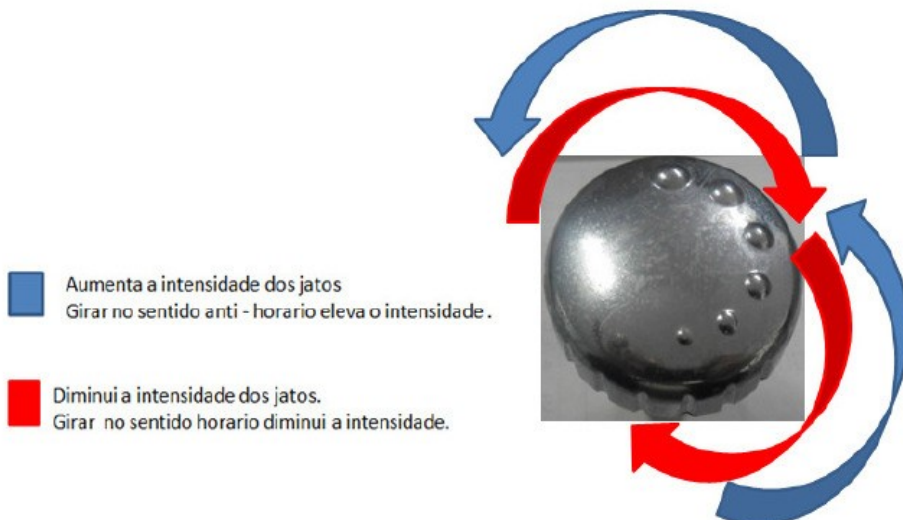 Aumenta a intensidade dos jatos
Girar no sentido anti - horario eleva o intensidade .
Diminui a intensidade dos jatos.
Girar no sentido horario diminui a intensidade.